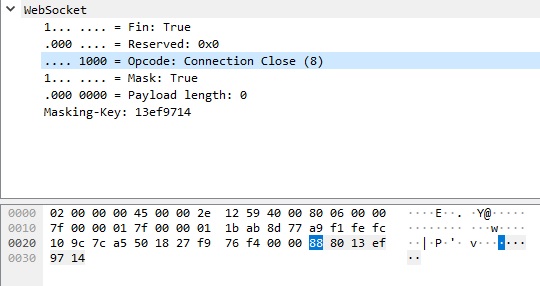 WebSocket
1... .... = Fin: True
.000 .... = Reserved: 0x0
.... 1000 = Opcode: Connection Close (8)
1... .... = Mask: True
.000 0000 = Payload length: 0
Masking-Key: 13ef9714
0000 02 00 00 00 45 00 00 2e 12 59 40 00 80 06 00 00 ····E··. ·Y@·····
0010 7f 00 00 01 7f 00 00 01 1b ab 8d 77 a9 f1 fe fc ········ ···w····
0020 10 9c 7c a5 50 18 27 f9 76 f4 00 00 88 80 13 ef ··|·P·'· v·······
0030 97 14 ··